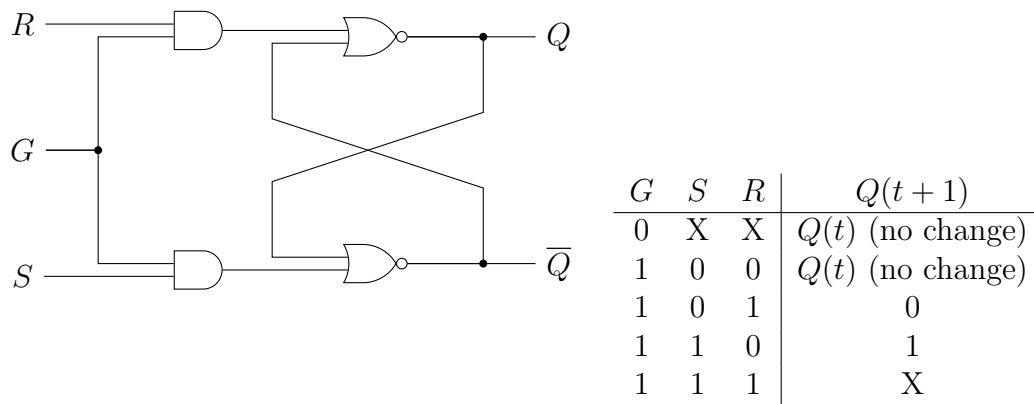 R
Q
G
S
Q̅
G S R Q(t + 1)
0 X X Q(t) (no change)
1 0 0 Q(t) (no change)
1 0 1 0
1 1 0 1
1 1 1 X